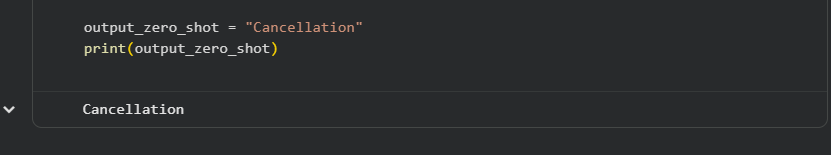 output_zero_shot = "Cancellation"
print(output_zero_shot)
Cancellation